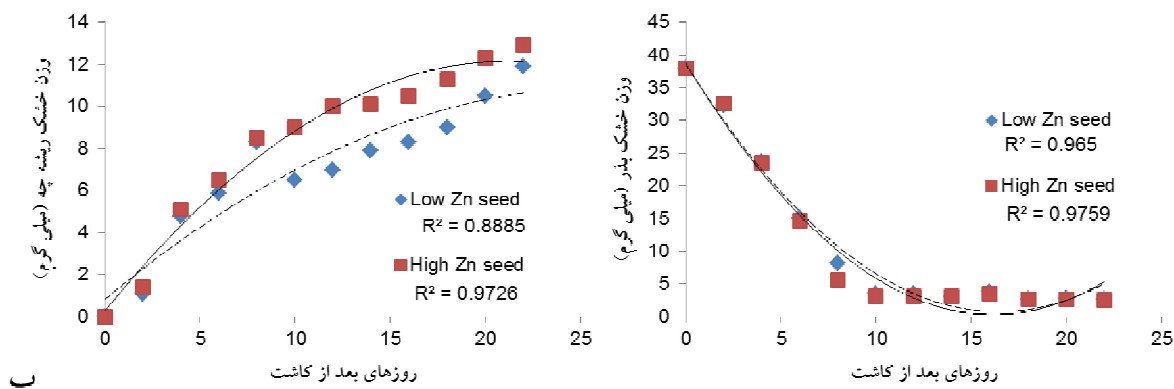 وزن خشک ریشه چه (میلی گرم)
14
12
10
8
6
4
2
0
0 5 10 15 20 25
Low Zn seed
R² = 0.8885
High Zn seed
R² = 0.9726
روزهای بعد از کاشت
ب
وزن خشک بذر (میلی گرم)
45
40
35
30
25
20
15
10
5
0
0 5 10 15 20 25
Low Zn seed
R² = 0.965
High Zn seed
R² = 0.9759
روزهای بعد از کاشت